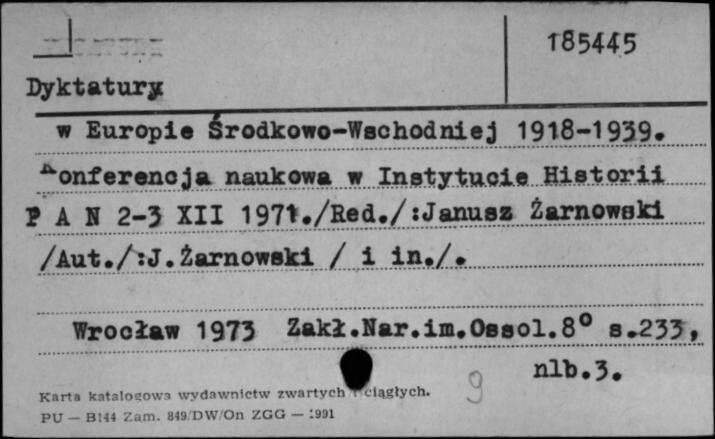 185445
Dyktatury
w Europie Środkowo-Wschodniej 1918-1939.
Konferencja naukowa w Instytucie Historii
P A N 2-3 XII 1971./Red./:Janusz Żarnowski
/Aut./:J.Żarnowski / i in./.
Wrocław 1973 Zakł.Nar.im.Ossol.8° s.233,
nlb.3.
9
Karta katalogowa wydawnictw zwartych i ciągłych.
PU — B144 Zam. 849/DW/On ZGG — 1991